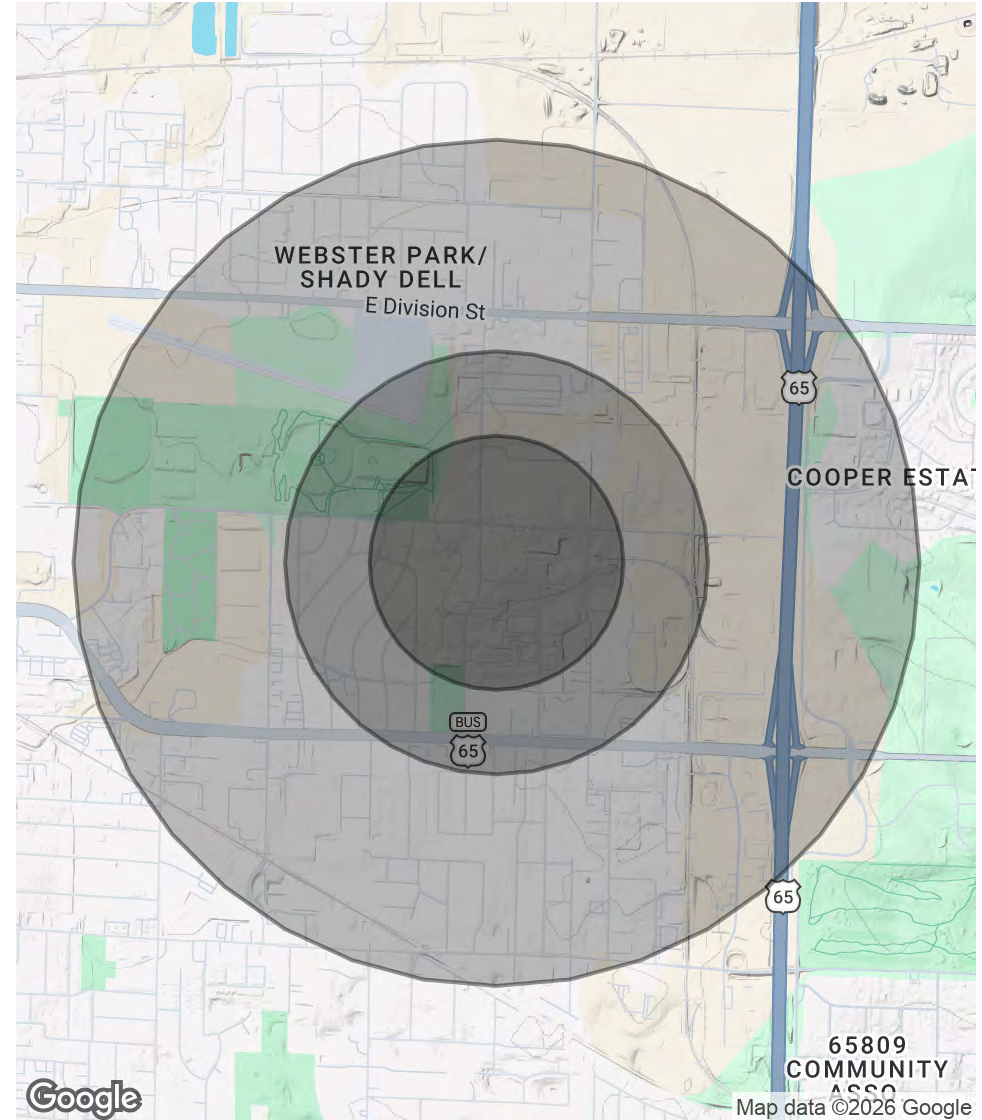 WEBSTER PARK/
SHADY DELL
E Division St
65
COOPER ESTAT
BUS
65
65
65809
COMMUNITY
ASSO
Google
Map data ©2026 Google